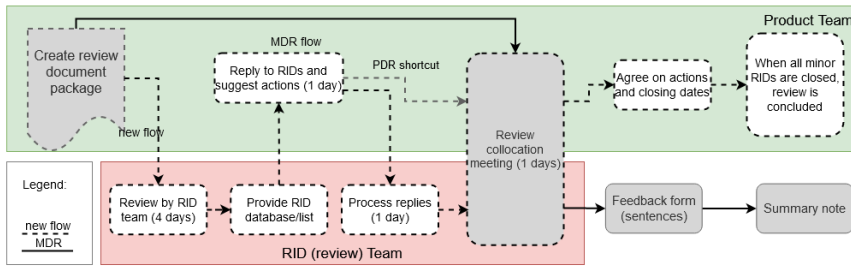 Product Team
Create review
document
package
MDR flow
Reply to RIDs and
suggest actions (1 day)
PDR shortcut
Agree on actions
and closing dates
When all minor
RIDs are closed,
review is
concluded
new flow
Review
collocation
meeting (1 days)
Legend:
new flow
MDR
Review by RID
team (4 days)
Provide RID
database/list
Process replies
(1 day)
Feedback form
(sentences)
Summary note
RID (review) Team